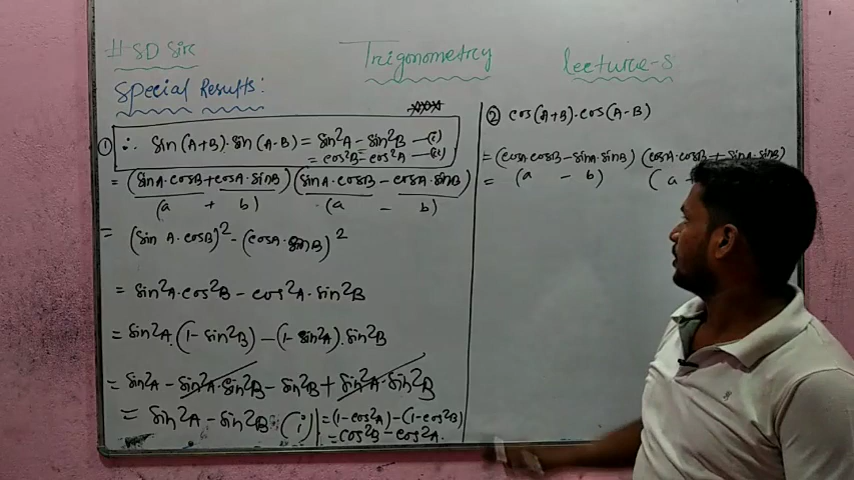 #SD Sir
Trigonometry
lecture-8
Special Results:
① ∴ Sin(A+B)·Sin(A-B) = Sin²A - Sin²B —(i)
= cos²B - cos²A —(ii)
= (SinA·cosB + cosA·sinB)(SinA·cosB - cosA·sinB)
(a + b) (a - b)
= (Sin A·cosB)² - (cosA·sinB)²
= Sin²A·cos²B - cos²A·Sin²B
= Sin²A·(1-Sin²B) - (1-Sin²A)·Sin²B
= Sin²A - Sin²A·Sin²B - Sin²B + Sin²A·Sin²B
= Sin²A - Sin²B (i)
= (1-cos²A) - (1-cos²B)
= cos²B - cos²A.
② cos(A+B)·cos(A-B)
= (cosA·cosB - SinA·SinB)(cosA·cosB + SinA·SinB)
= (a - b) (a